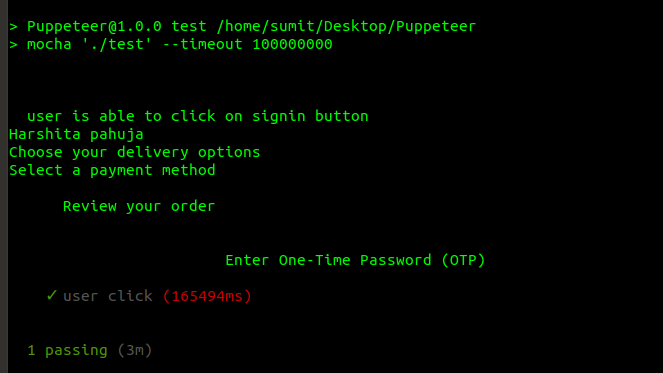 > Puppeteer@1.0.0 test /home/sumit/Desktop/Puppeteer
> mocha './test' --timeout 100000000
user is able to click on signin button
Harshita pahuja
Choose your delivery options
Select a payment method
Review your order
Enter One-Time Password (OTP)
✓ user click (165494ms)
1 passing (3m)